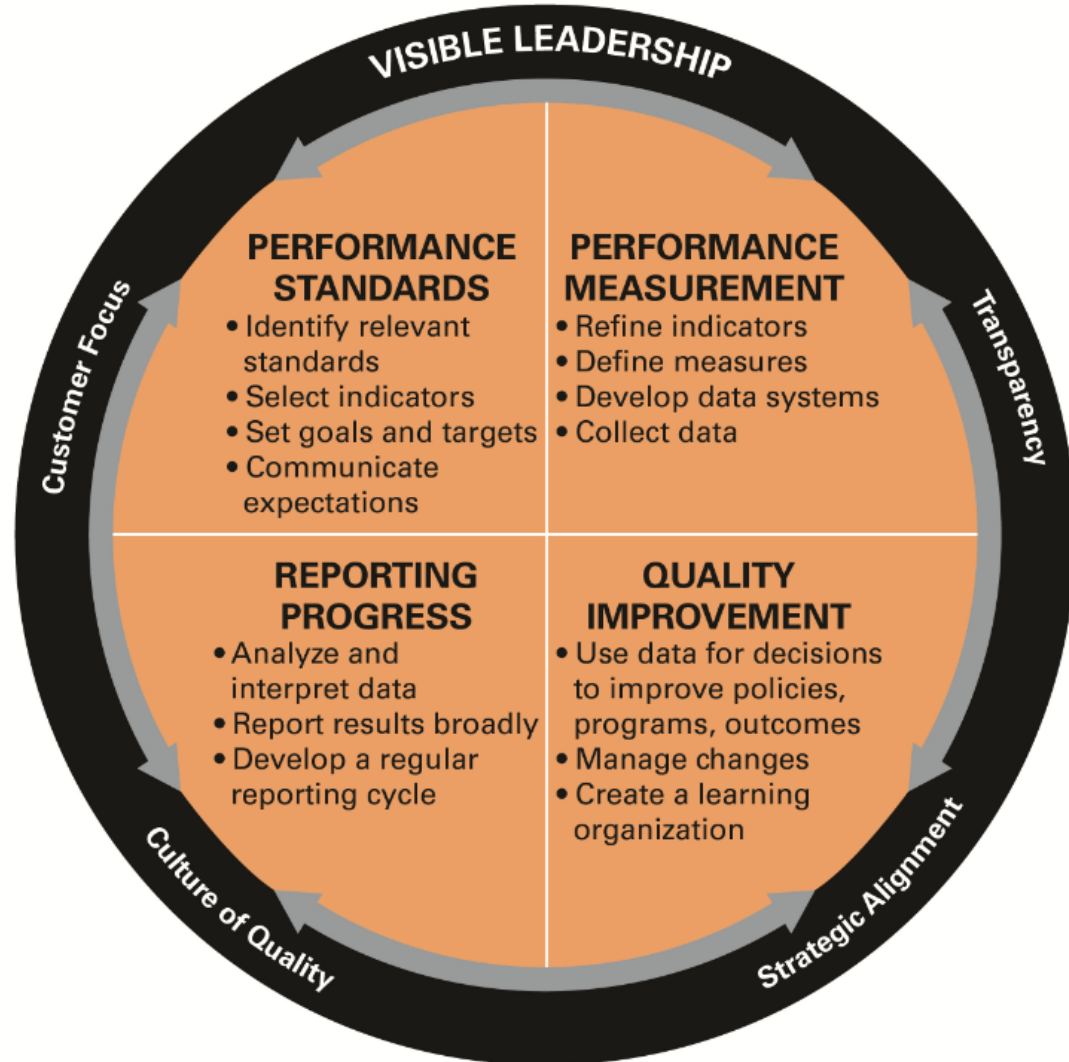 VISIBLE LEADERSHIP
Customer Focus
Transparency
PERFORMANCE
STANDARDS
• Identify relevant
standards
• Select indicators
• Set goals and targets
• Communicate
expectations
PERFORMANCE
MEASUREMENT
• Refine indicators
• Define measures
• Develop data systems
• Collect data
REPORTING
PROGRESS
• Analyze and
interpret data
• Report results broadly
• Develop a regular
reporting cycle
QUALITY
IMPROVEMENT
• Use data for decisions
to improve policies,
programs, outcomes
• Manage changes
• Create a learning
organization
Culture of Quality
Strategic Alignment